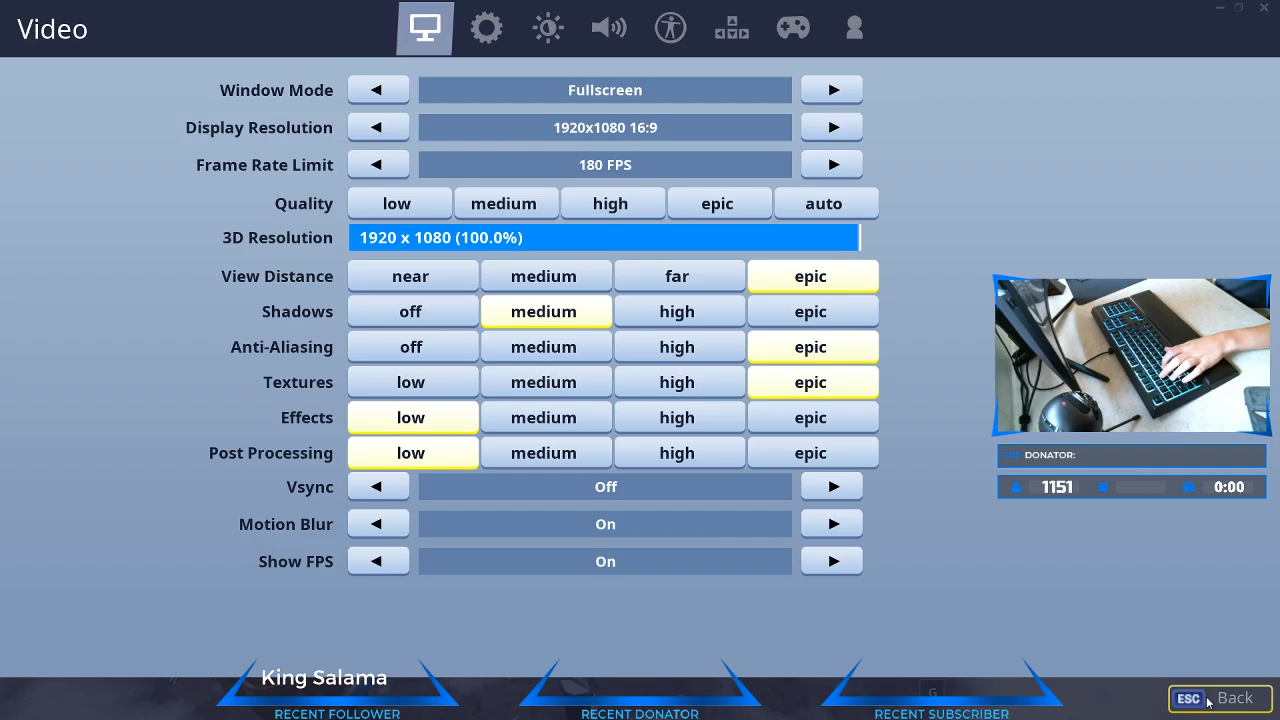 Video
Window Mode
Fullscreen
Display Resolution
1920x1080 16:9
Frame Rate Limit
180 FPS
Quality
low medium high epic auto
3D Resolution
1920 x 1080 (100.0%)
View Distance
near medium far epic
Shadows
off medium high epic
Anti-Aliasing
off medium high epic
Textures
low medium high epic
Effects
low medium high epic
Post Processing
low medium high epic
Vsync
Off
Motion Blur
On
Show FPS
On
DONATOR:
1151
0:00
King Salama
RECENT FOLLOWER
RECENT DONATOR
RECENT SUBSCRIBER
G
ESC Back